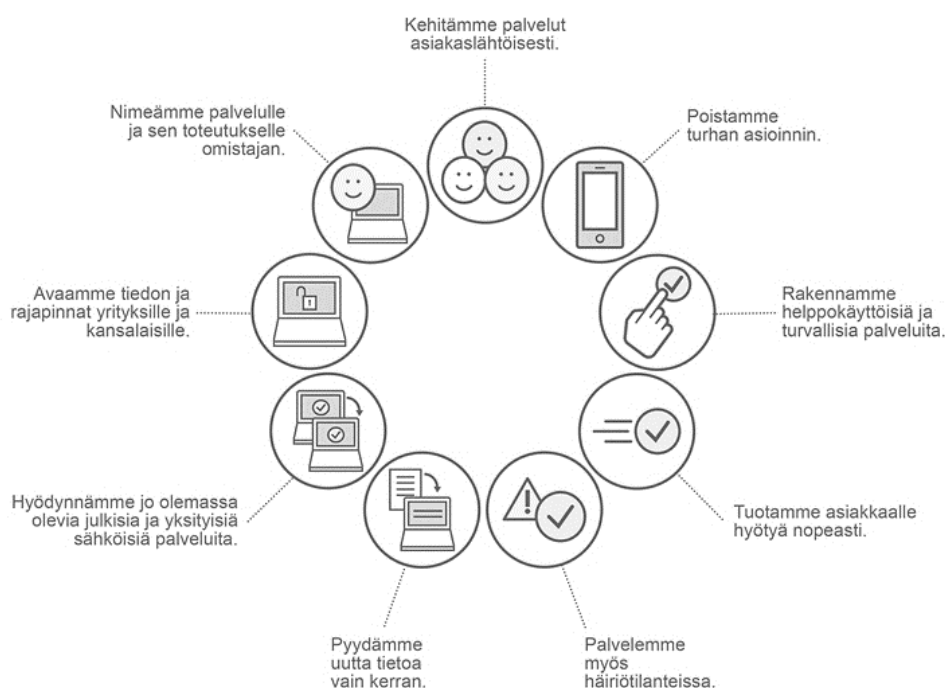 Kehitämme palvelut
asiakaslähtöisesti.
Poistamme
turhan asioinnin.
Rakennamme
helppokäyttöisiä ja
turvallisia palveluita.
Tuotamme asiakkaalle
hyötyä nopeasti.
Palvelemme
myös
häiriötilanteissa.
Pyydämme
uutta tietoa
vain kerran.
Hyödynnämme jo olemassa
olevia julkisia ja yksityisiä
sähköisiä palveluita.
Avaamme tiedon ja
rajapinnat yrityksille ja
kansalaisille.
Nimeämme palvelulle
ja sen toteutukselle
omistajan.